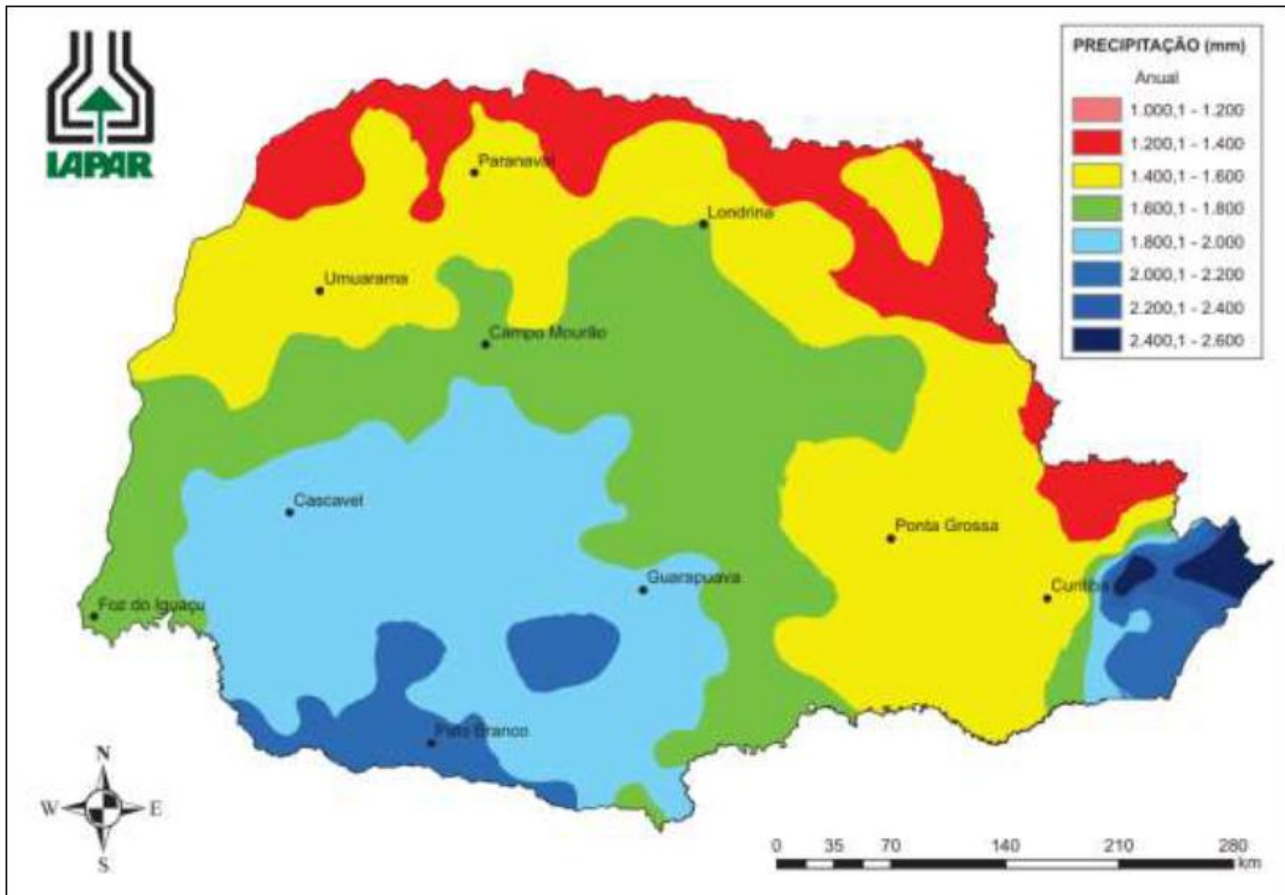 IAPAR
PRECIPITAÇÃO (mm)
Anual
1.000,1 - 1.200
1.200,1 - 1.400
1.400,1 - 1.600
1.600,1 - 1.800
1.800,1 - 2.000
2.000,1 - 2.200
2.200,1 - 2.400
2.400,1 - 2.600
Paranavaí
Londrina
Umuarama
Campo Mourão
Cascavel
Ponta Grossa
Guarapuava
Curitiba
Foz do Iguaçu
Pato Branco
N
W E
S
0 35 70 140 210 280
km